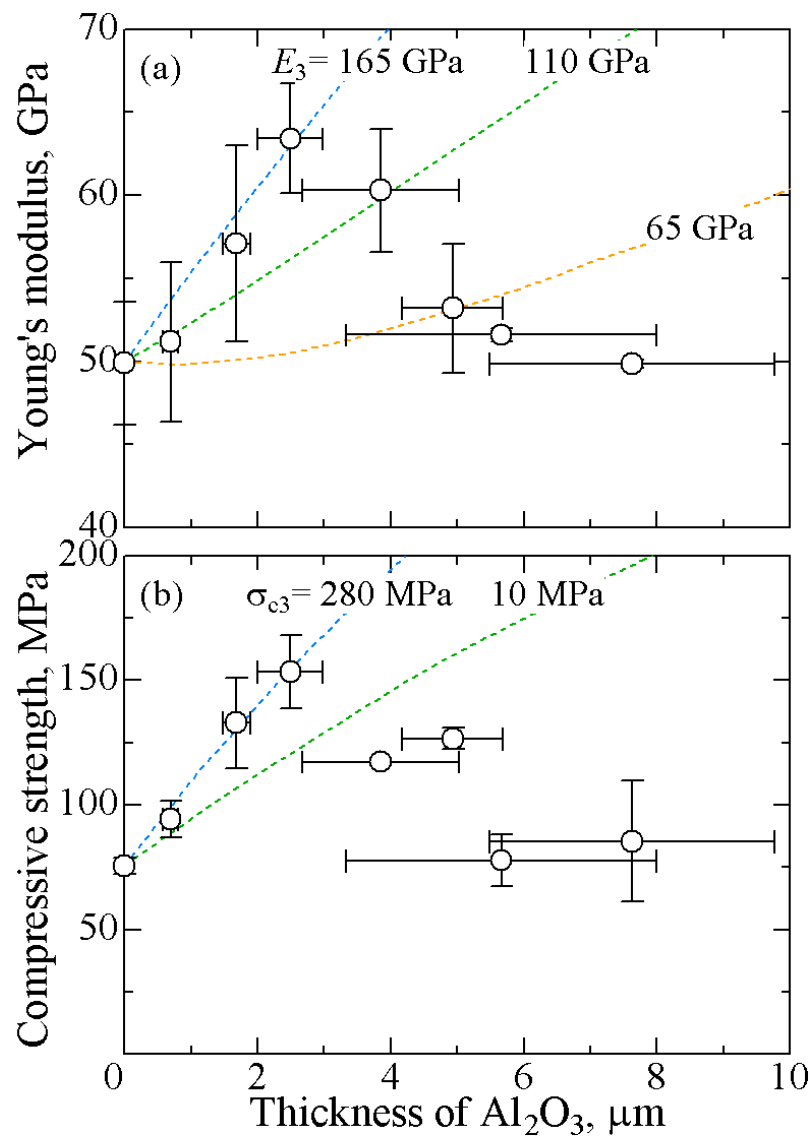 70
(a)
E₃= 165 GPa
110 GPa
60
65 GPa
50
40
Young's modulus, GPa
200
(b)
σc3= 280 MPa
10 MPa
150
100
50
Compressive strength, MPa
0 2 4 6 8 10
Thickness of Al₂O₃, μm